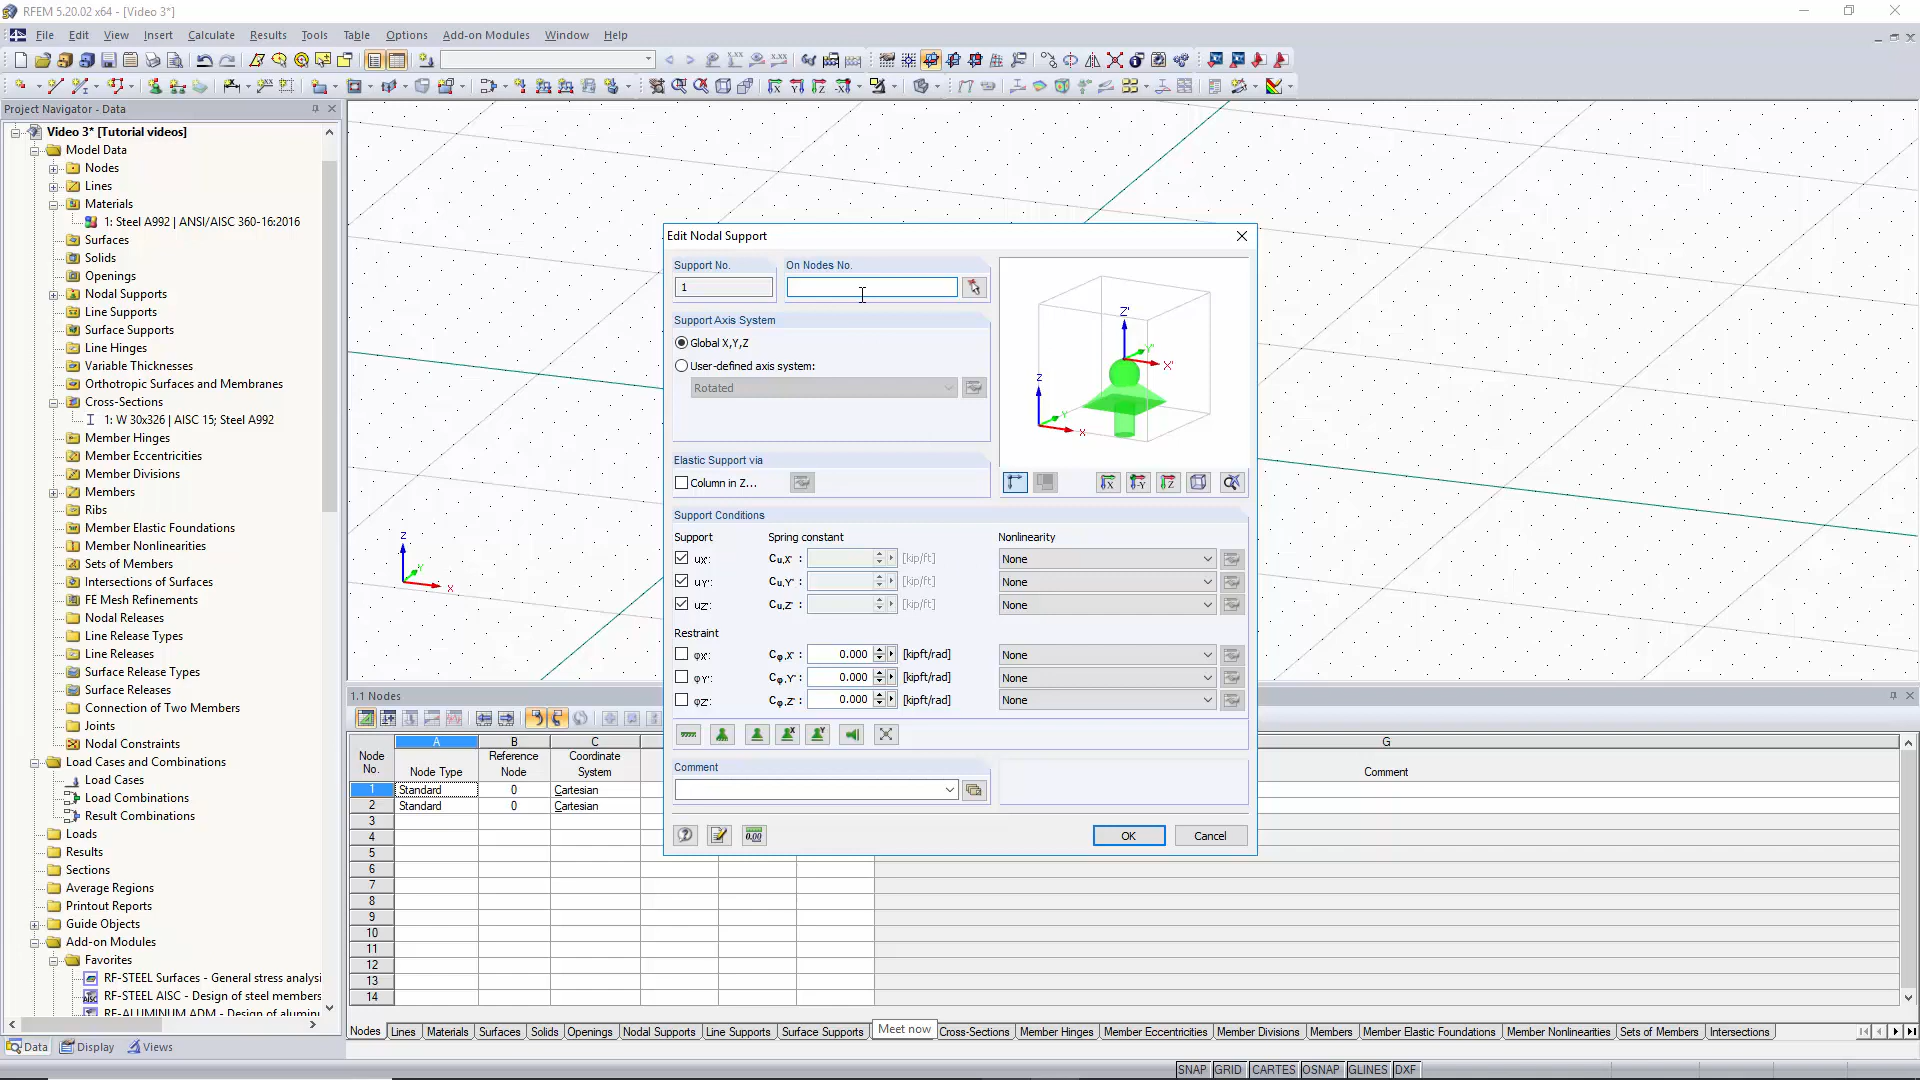 RFEM 5.20.02 x64 - [Video 3*]
File Edit View Insert Calculate Results Tools Table Options Add-on Modules Window Help
Project Navigator - Data
Video 3* [Tutorial videos]
Model Data
Nodes
Lines
Materials
1: Steel A992 | ANSI/AISC 360-16:2016
Surfaces
Solids
Openings
Nodal Supports
Line Supports
Surface Supports
Line Hinges
Variable Thicknesses
Orthotropic Surfaces and Membranes
Cross-Sections
1: W 30x326 | AISC 15; Steel A992
Member Hinges
Member Eccentricities
Member Divisions
Members
Ribs
Member Elastic Foundations
Member Nonlinearities
Sets of Members
Intersections of Surfaces
FE Mesh Refinements
Nodal Releases
Line Release Types
Line Releases
Surface Release Types
Surface Releases
Connection of Two Members
Joints
Nodal Constraints
Load Cases and Combinations
Load Cases
Load Combinations
Result Combinations
Loads
Results
Sections
Average Regions
Printout Reports
Guide Objects
Add-on Modules
Favorites
RF-STEEL Surfaces - General stress analysi
RF-STEEL AISC - Design of steel members
RF-ALUMINUM ADM - Design of alumin
Data Display Views
Z
Y
X
Edit Nodal Support
Support No. On Nodes No.
1
Support Axis System
Global X,Y,Z
User-defined axis system:
Rotated
Elastic Support via
Column in Z...
Z'
Y'
X'
Z
Y
X
Support Conditions
Support Spring constant Nonlinearity
uX': Cu,X' : [kip/ft] None
uY': Cu,Y' : [kip/ft] None
uZ': Cu,Z' : [kip/ft] None
Restraint
φX': Cφ,X' : 0.000 [kipft/rad] None
φY': Cφ,Y' : 0.000 [kipft/rad] None
φZ': Cφ,Z' : 0.000 [kipft/rad] None
Comment
OK Cancel
1.1 Nodes
A B C G
Node No. Node Type Reference Node Coordinate System Comment
1 Standard 0 Cartesian
2 Standard 0 Cartesian
3
4
5
6
7
8
9
10
11
12
13
14
Nodes Lines Materials Surfaces Solids Openings Nodal Supports Line Supports Surface Supports Meet now Cross-Sections Member Hinges Member Eccentricities Member Divisions Members Member Elastic Foundations Member Nonlinearities Sets of Members Intersections
SNAP GRID CARTES OSNAP GLINES DXF